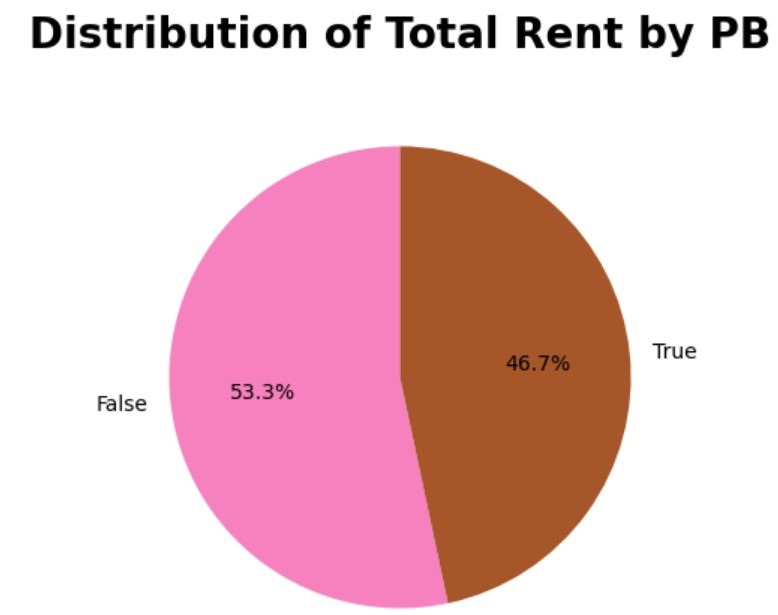 Distribution of Total Rent by PB
True
46.7%
53.3%
False